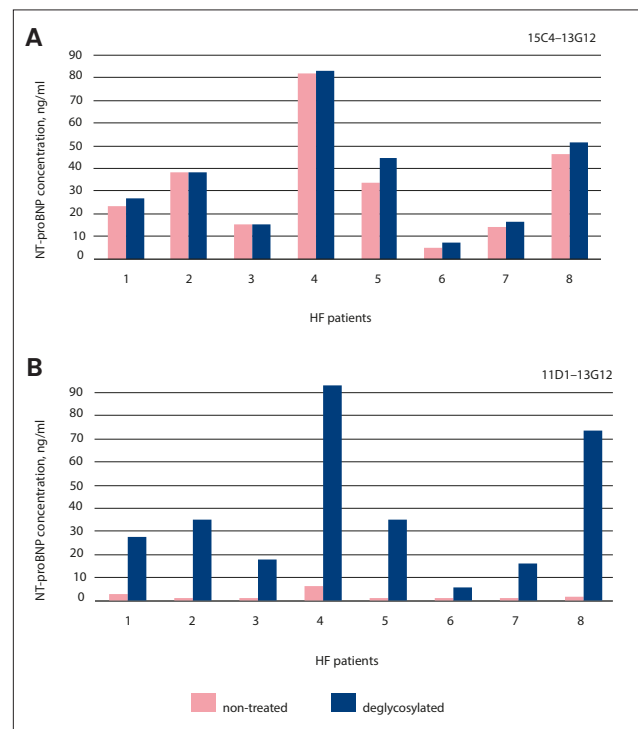 A
15C4–13G12
NT-proBNP concentration, ng/ml
90
80
70
60
50
40
30
20
10
0
1 2 3 4 5 6 7 8
HF patients
B
11D1–13G12
NT-proBNP concentration, ng/ml
90
80
70
60
50
40
30
20
10
0
1 2 3 4 5 6 7 8
HF patients
non-treated deglycosylated